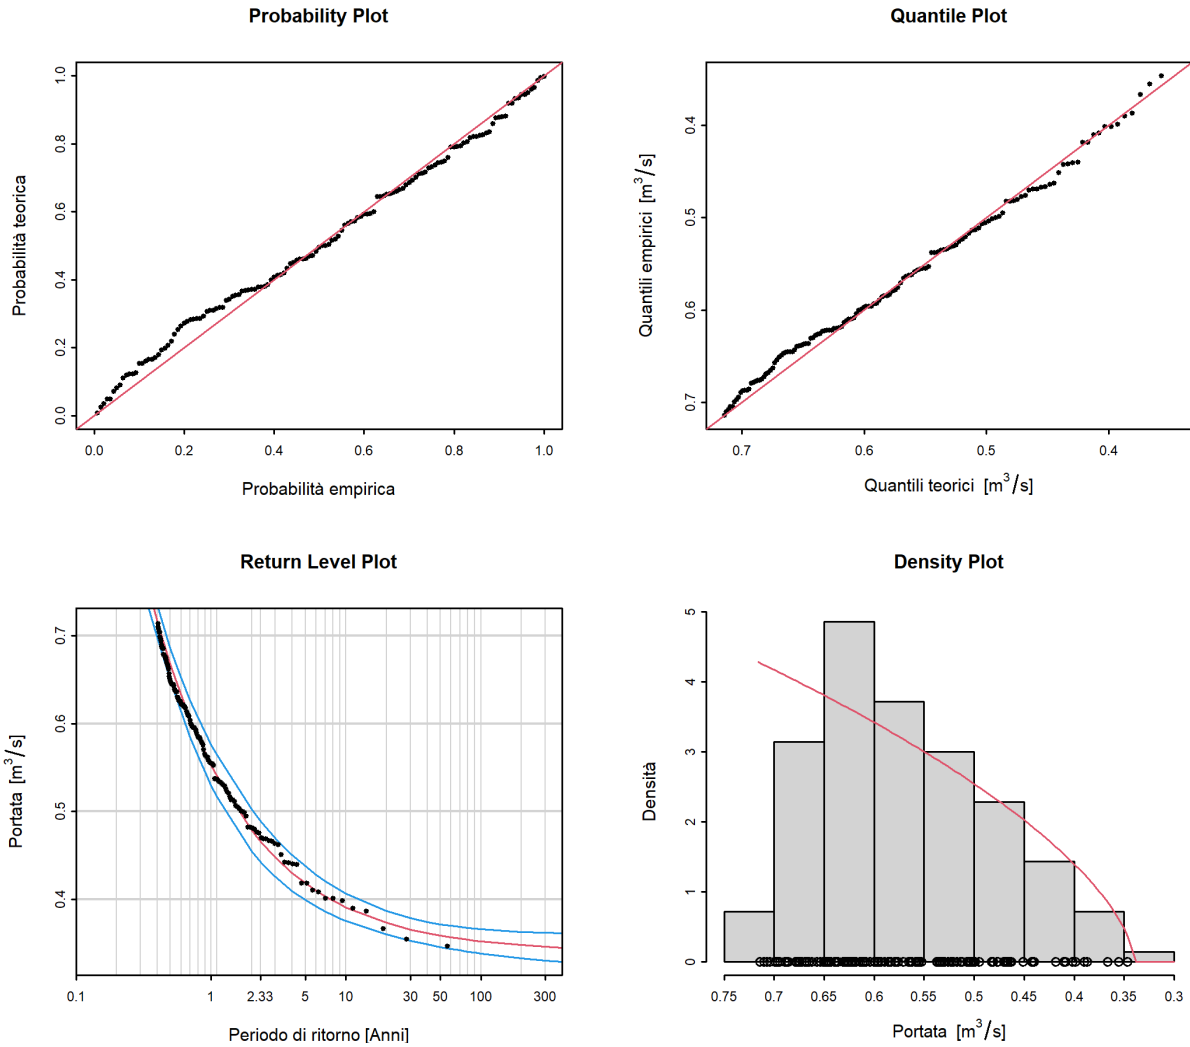 Probability Plot
Probabilità teorica
1.0
0.8
0.6
0.4
0.2
0.0
0.0 0.2 0.4 0.6 0.8 1.0
Probabilità empirica
Quantile Plot
Quantili empirici [m³/s]
0.4
0.5
0.6
0.7
0.7 0.6 0.5 0.4
Quantili teorici [m³/s]
Return Level Plot
Portata [m³/s]
0.7
0.6
0.5
0.4
0.1 1 2.33 5 10 30 50 100 300
Periodo di ritorno [Anni]
Density Plot
Densità
5
4
3
2
1
0
0.75 0.7 0.65 0.6 0.55 0.5 0.45 0.4 0.35 0.3
Portata [m³/s]